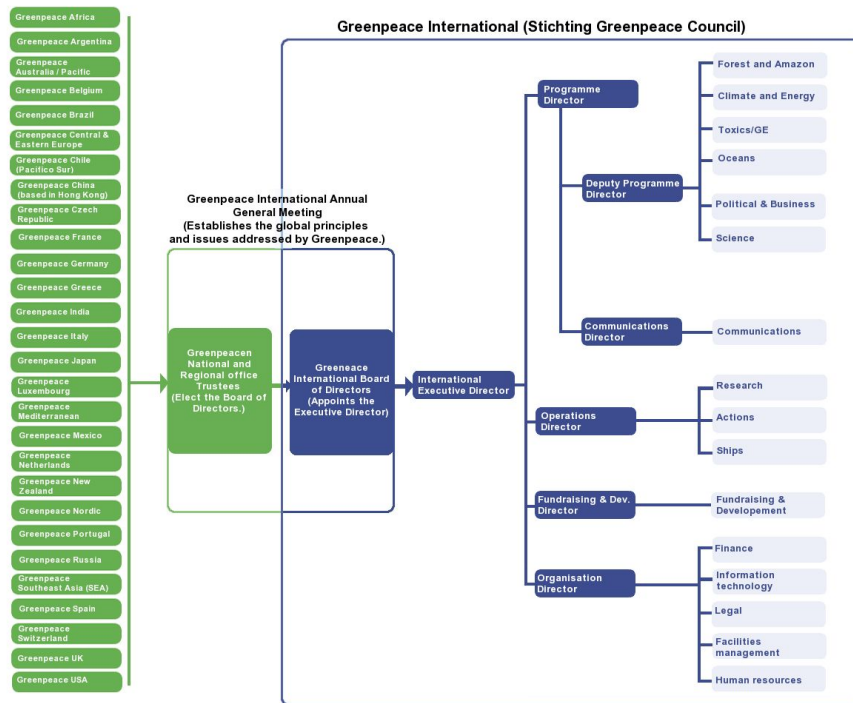 Greenpeace International (Stichting Greenpeace Council)
Greenpeace Africa
Greenpeace Argentina
Greenpeace
Australia / Pacific
Greenpeace Belgium
Greenpeace Brazil
Greenpeace Central &
Eastern Europe
Greenpeace Chile
(Pacifico Sur)
Greenpeace China
(based in Hong Kong)
Greenpeace Czech
Republic
Greenpeace France
Greenpeace Germany
Greenpeace Greece
Greenpeace India
Greenpeace Italy
Greenpeace Japan
Greenpeace
Luxembourg
Greenpeace
Mediterranean
Greenpeace Mexico
Greenpeace
Netherlands
Greenpeace New
Zealand
Greenpeace Nordic
Greenpeace Portugal
Greenpeace Russia
Greenpeace
Southeast Asia (SEA)
Greenpeace Spain
Greenpeace
Switzerland
Greenpeace UK
Greenpeace USA
Greenpeace International Annual
General Meeting
(Establishes the global principles
and issues addressed by Greenpeace.)
Greenpeacen
National and
Regional office
Trustees
(Elect the Board of
Directors.)
Greeneace
International Board
of Directors
(Appoints the
Executive Director)
International
Executive Director
Programme
Director
Deputy Programme
Director
Forest and Amazon
Climate and Energy
Toxics/GE
Oceans
Political & Business
Science
Communications
Director
Communications
Operations
Director
Research
Actions
Ships
Fundraising & Dev.
Director
Fundraising &
Developement
Organisation
Director
Finance
Information
technology
Legal
Facilities
management
Human resources